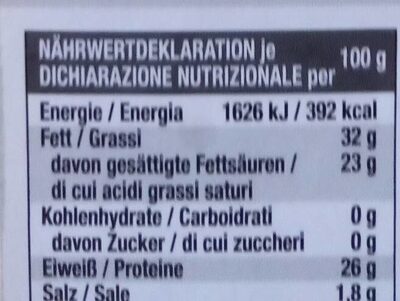 NÄHRWERTDEKLARATION je
DICHIARAZIONE NUTRIZIONALE per 100 g
Energie / Energia 1626 kJ / 392 kcal
Fett / Grassi 32 g
davon gesättigte Fettsäuren / 23 g
di cui acidi grassi saturi
Kohlenhydrate / Carboidrati 0 g
davon Zucker / di cui zuccheri 0 g
Eiweiß / Proteine 26 g
Salz / Sale 1,8 g